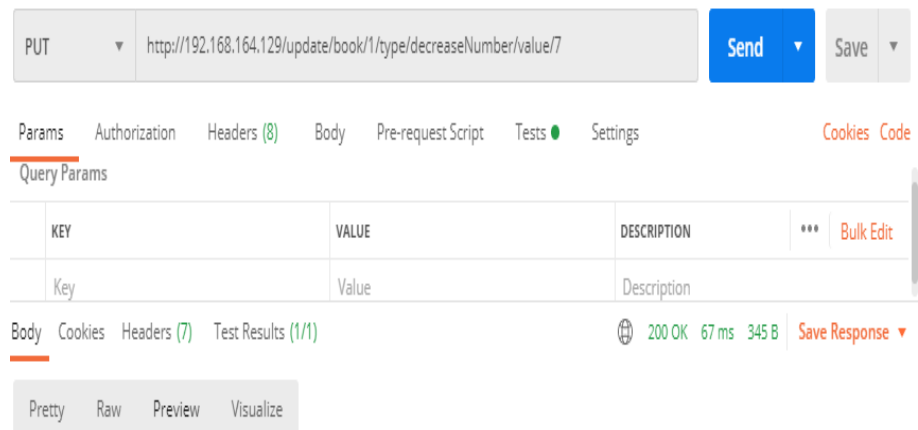 PUT http://192.168.164.129/update/book/1/type/decreaseNumber/value/7 Send Save
Params Authorization Headers (8) Body Pre-request Script Tests Settings Cookies Code
Query Params
KEY VALUE DESCRIPTION ••• Bulk Edit
Key Value Description
Body Cookies Headers (7) Test Results (1/1) 200 OK 67 ms 345 B Save Response
Pretty Raw Preview Visualize